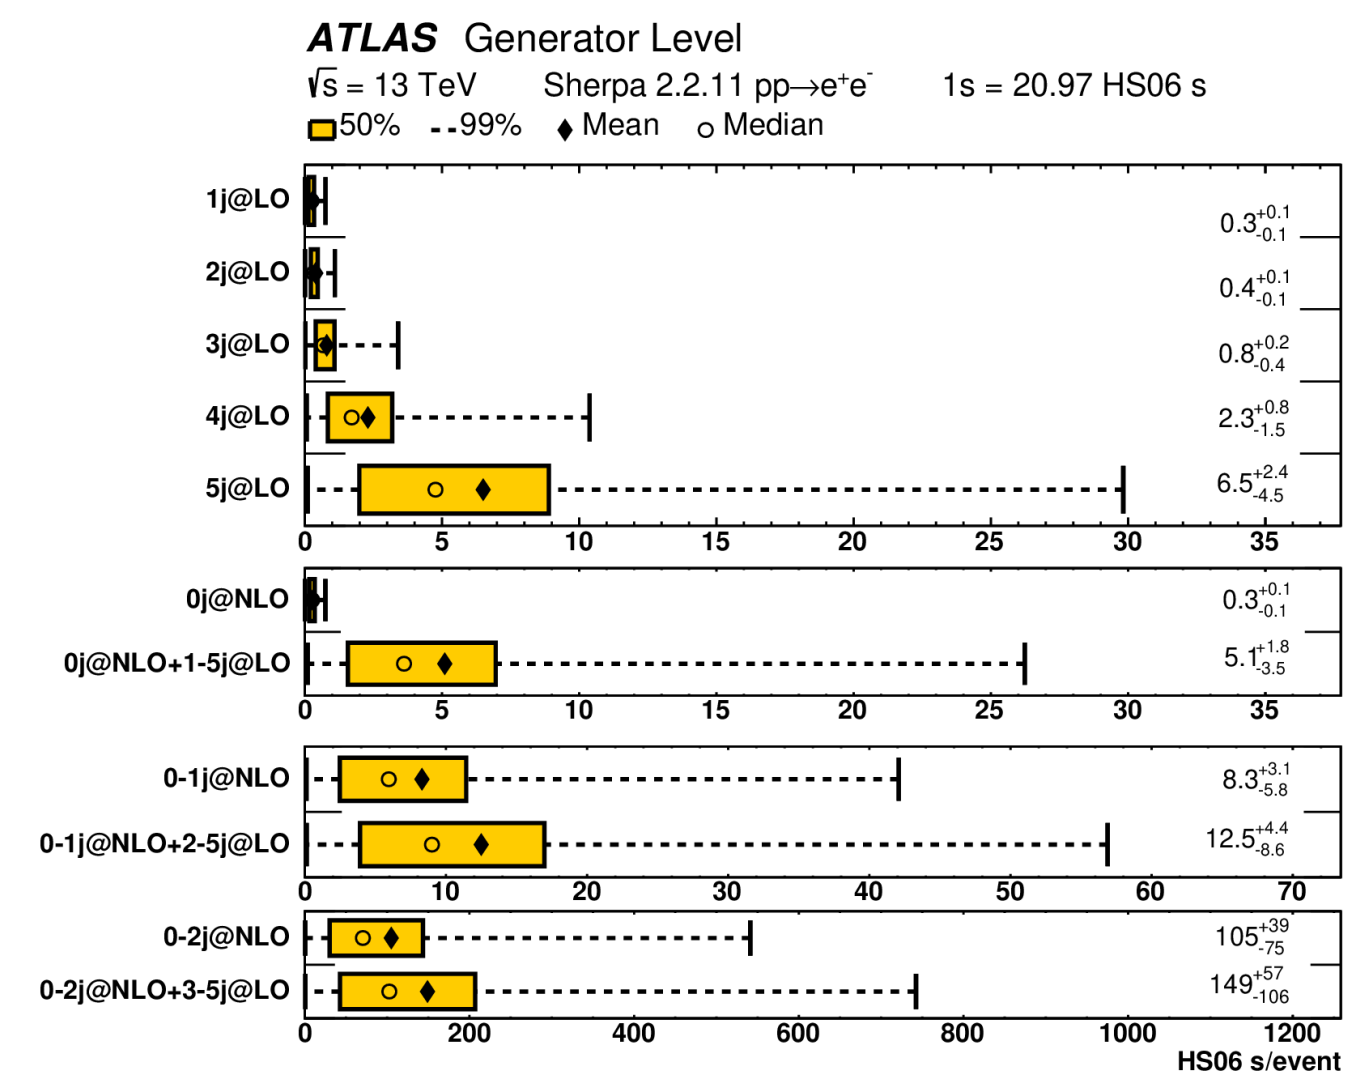 ATLAS Generator Level
√s = 13 TeV Sherpa 2.2.11 pp→e⁺e⁻ 1s = 20.97 HS06 s
50% 99% Mean Median
1j@LO 0.3 +0.1 -0.1
2j@LO 0.4 +0.1 -0.1
3j@LO 0.8 +0.2 -0.4
4j@LO 2.3 +0.8 -1.5
5j@LO 6.5 +2.4 -4.5
0 5 10 15 20 25 30 35
0j@NLO 0.3 +0.1 -0.1
0j@NLO+1-5j@LO 5.1 +1.8 -3.5
0 5 10 15 20 25 30 35
0-1j@NLO 8.3 +3.1 -5.8
0-1j@NLO+2-5j@LO 12.5 +4.4 -8.6
0 10 20 30 40 50 60 70
0-2j@NLO 105 +39 -75
0-2j@NLO+3-5j@LO 149 +57 -106
0 200 400 600 800 1000 1200
HS06 s/event